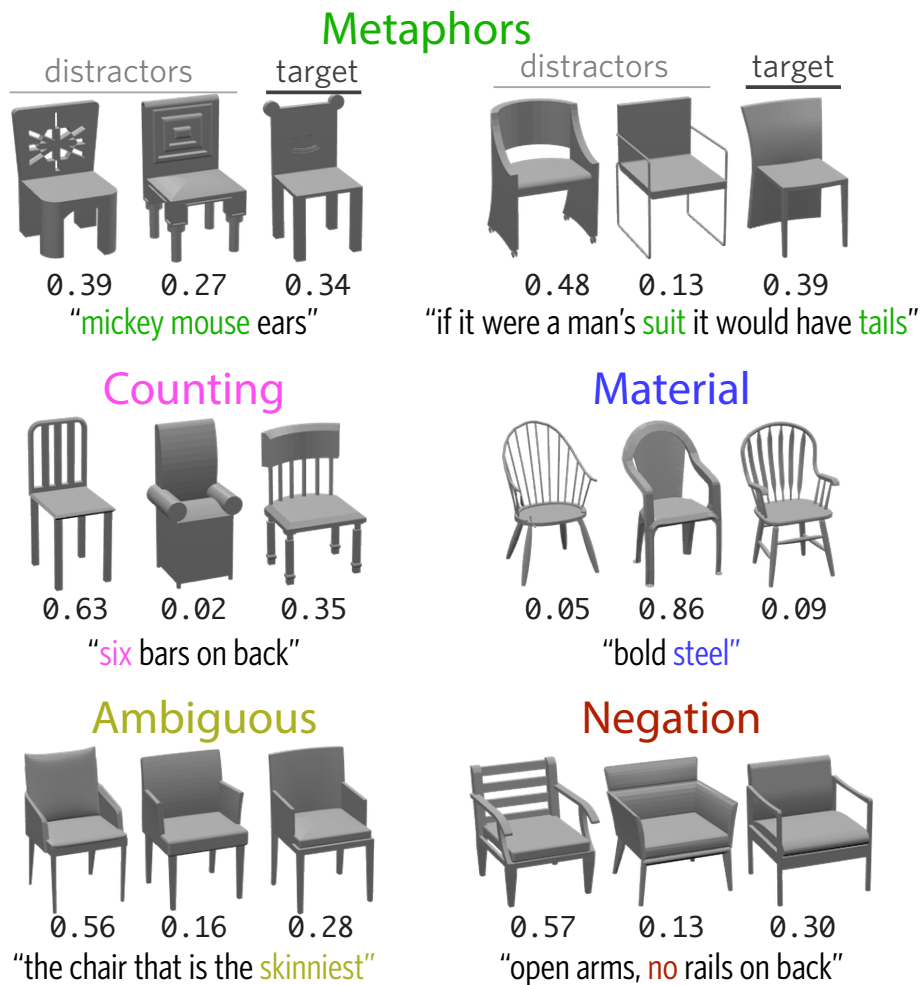 Metaphors
distractors target distractors target
0.39 0.27 0.34 0.48 0.13 0.39
“mickey mouse ears” “if it were a man's suit it would have tails”
Counting Material
0.63 0.02 0.35 0.05 0.86 0.09
“six bars on back” “bold steel”
Ambiguous Negation
0.56 0.16 0.28 0.57 0.13 0.30
“the chair that is the skinniest” “open arms, no rails on back”